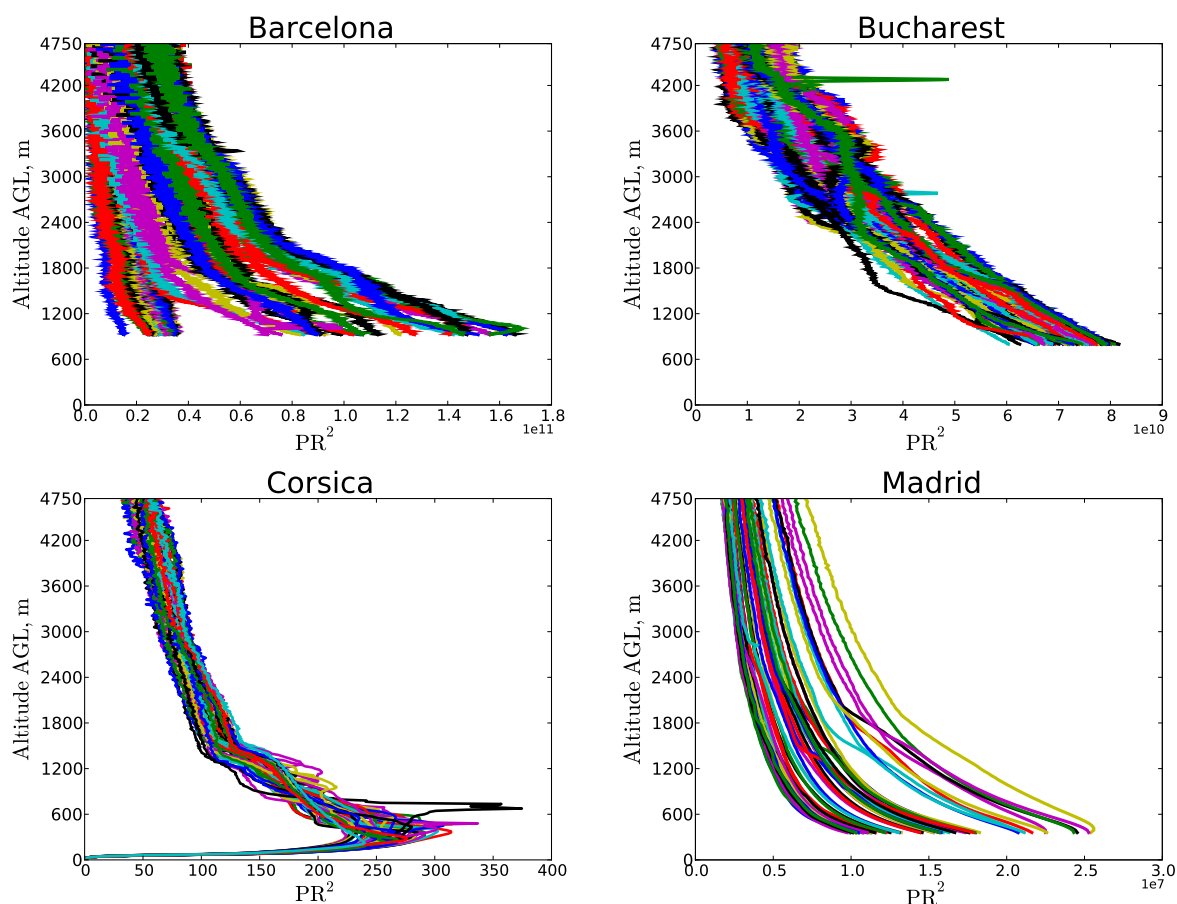 Barcelona
4750
4200
3600
3000
2400
1800
1200
600
0
Altitude AGL, m
0.0 0.2 0.4 0.6 0.8 1.0 1.2 1.4 1.6 1.8
1e11
PR²
Bucharest
4750
4200
3600
3000
2400
1800
1200
600
0
Altitude AGL, m
0 1 2 3 4 5 6 7 8 9
1e10
PR²
Corsica
4750
4200
3600
3000
2400
1800
1200
600
0
Altitude AGL, m
0 50 100 150 200 250 300 350 400
PR²
Madrid
4750
4200
3600
3000
2400
1800
1200
600
0
Altitude AGL, m
0.0 0.5 1.0 1.5 2.0 2.5 3.0
1e7
PR²